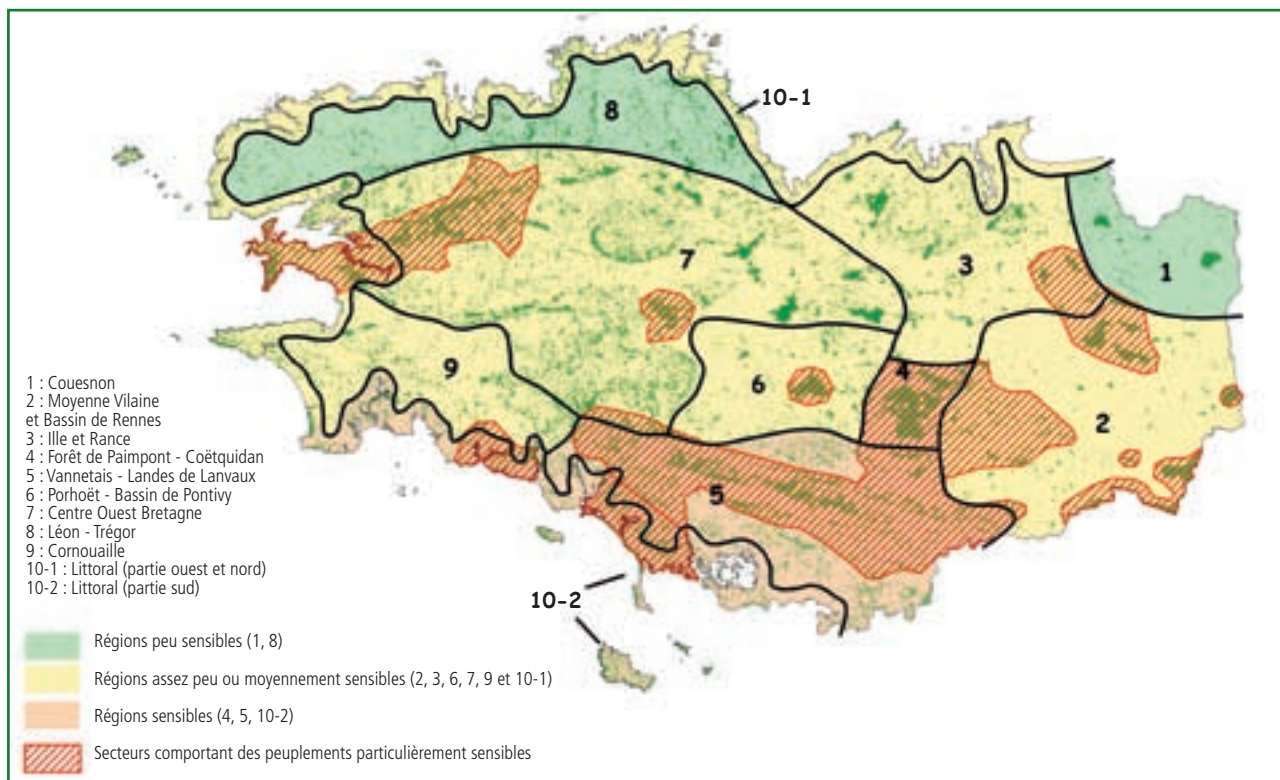 8
10-1
7
3
1
9
6
4
2
5
10-2
1 : Couesnon
2 : Moyenne Vilaine
et Bassin de Rennes
3 : Ille et Rance
4 : Forêt de Paimpont - Coëtquidan
5 : Vannetais - Landes de Lanvaux
6 : Porhoët - Bassin de Pontivy
7 : Centre Ouest Bretagne
8 : Léon - Trégor
9 : Cornouaille
10-1 : Littoral (partie ouest et nord)
10-2 : Littoral (partie sud)
Régions peu sensibles (1, 8)
Régions assez peu ou moyennement sensibles (2, 3, 6, 7, 9 et 10-1)
Régions sensibles (4, 5, 10-2)
Secteurs comportant des peuplements particulièrement sensibles